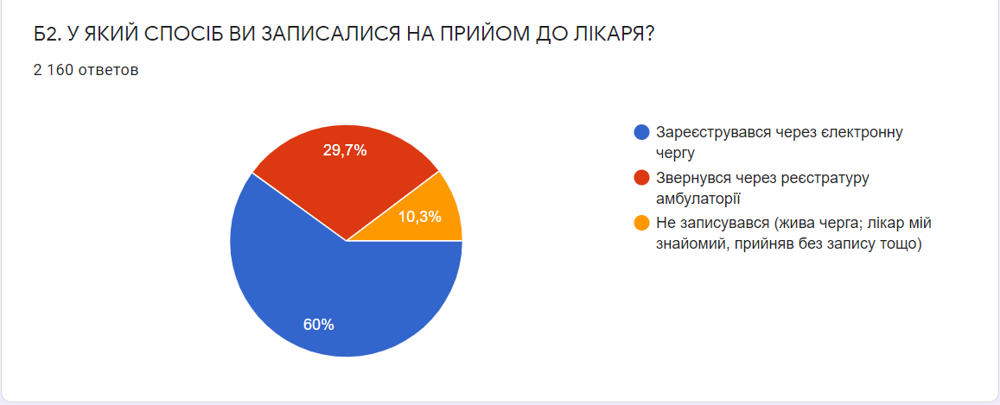 Б2. У ЯКИЙ СПОСІБ ВИ ЗАПИСАЛИСЯ НА ПРИЙОМ ДО ЛІКАРЯ?
2 160 ответов
29,7%
10,3%
60%
Зареєструвався через єлектронну
чергу
Звернувся через реєстратуру
амбулаторії
Не записувався (жива черга; лікар мій
знайомий, прийняв без запису тощо)